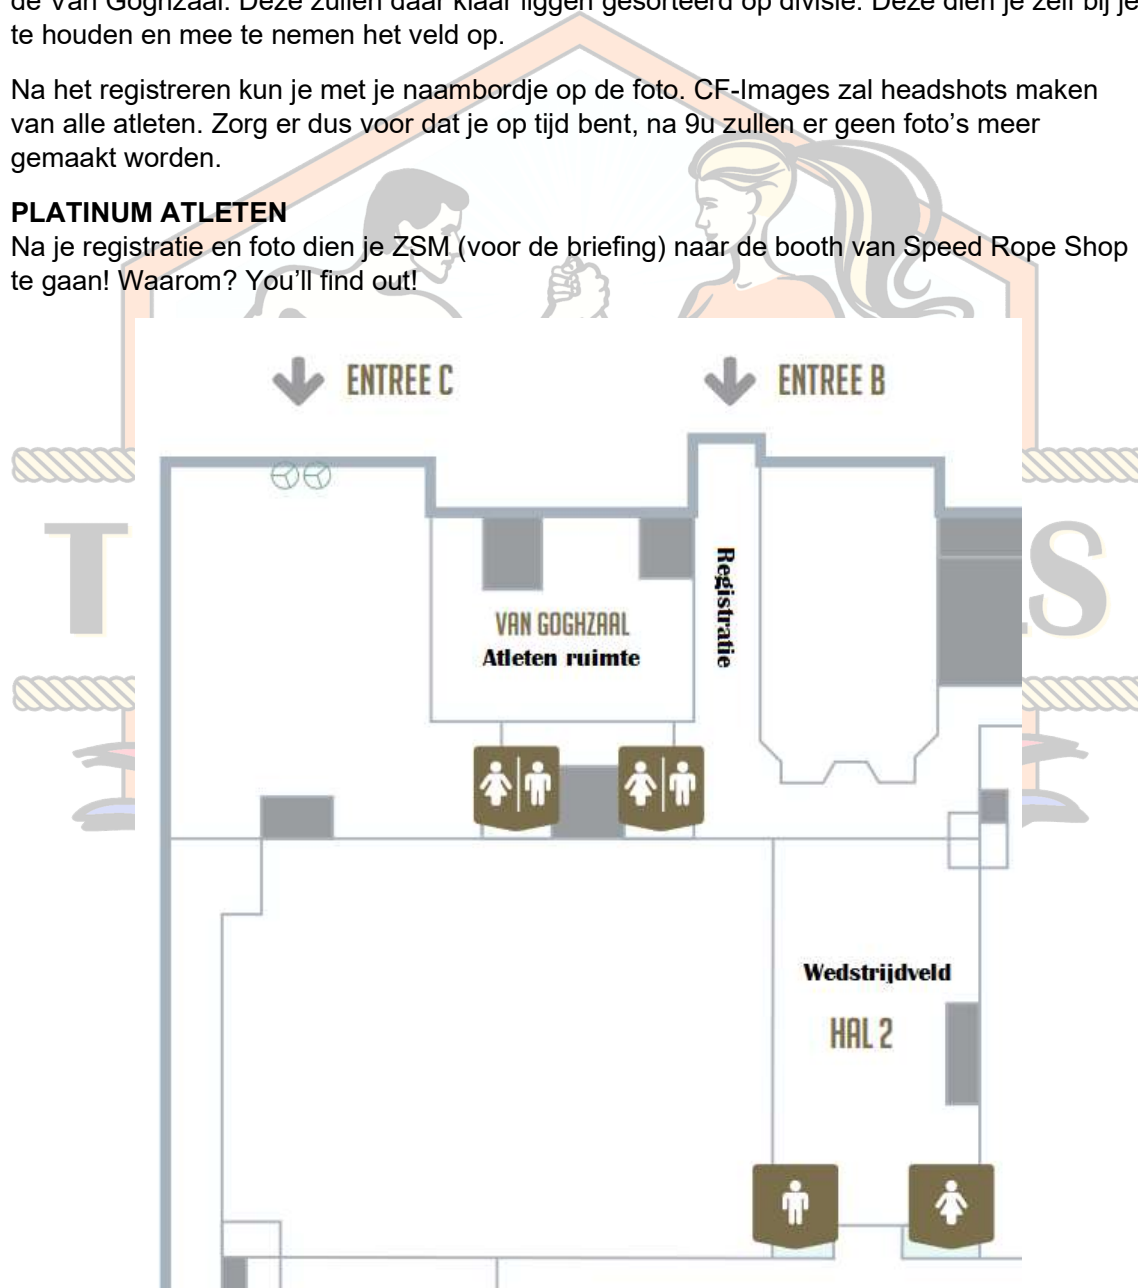 de Van Goghzaal. Deze zullen daar klaar liggen gesorteerd op divisie. Deze dien je zelf bij je
te houden en mee te nemen het veld op.
Na het registreren kun je met je naambordje op de foto. CF-Images zal headshots maken
van alle atleten. Zorg er dus voor dat je op tijd bent, na 9u zullen er geen foto’s meer
gemaakt worden.
PLATINUM ATLETEN
Na je registratie en foto dien je ZSM (voor de briefing) naar de booth van Speed Rope Shop
te gaan! Waarom? You’ll find out!
ENTREE C
ENTREE B
Registratie
VAN GOGHZAAL
Atleten ruimte
T
S
Wedstrijdveld
HAL 2